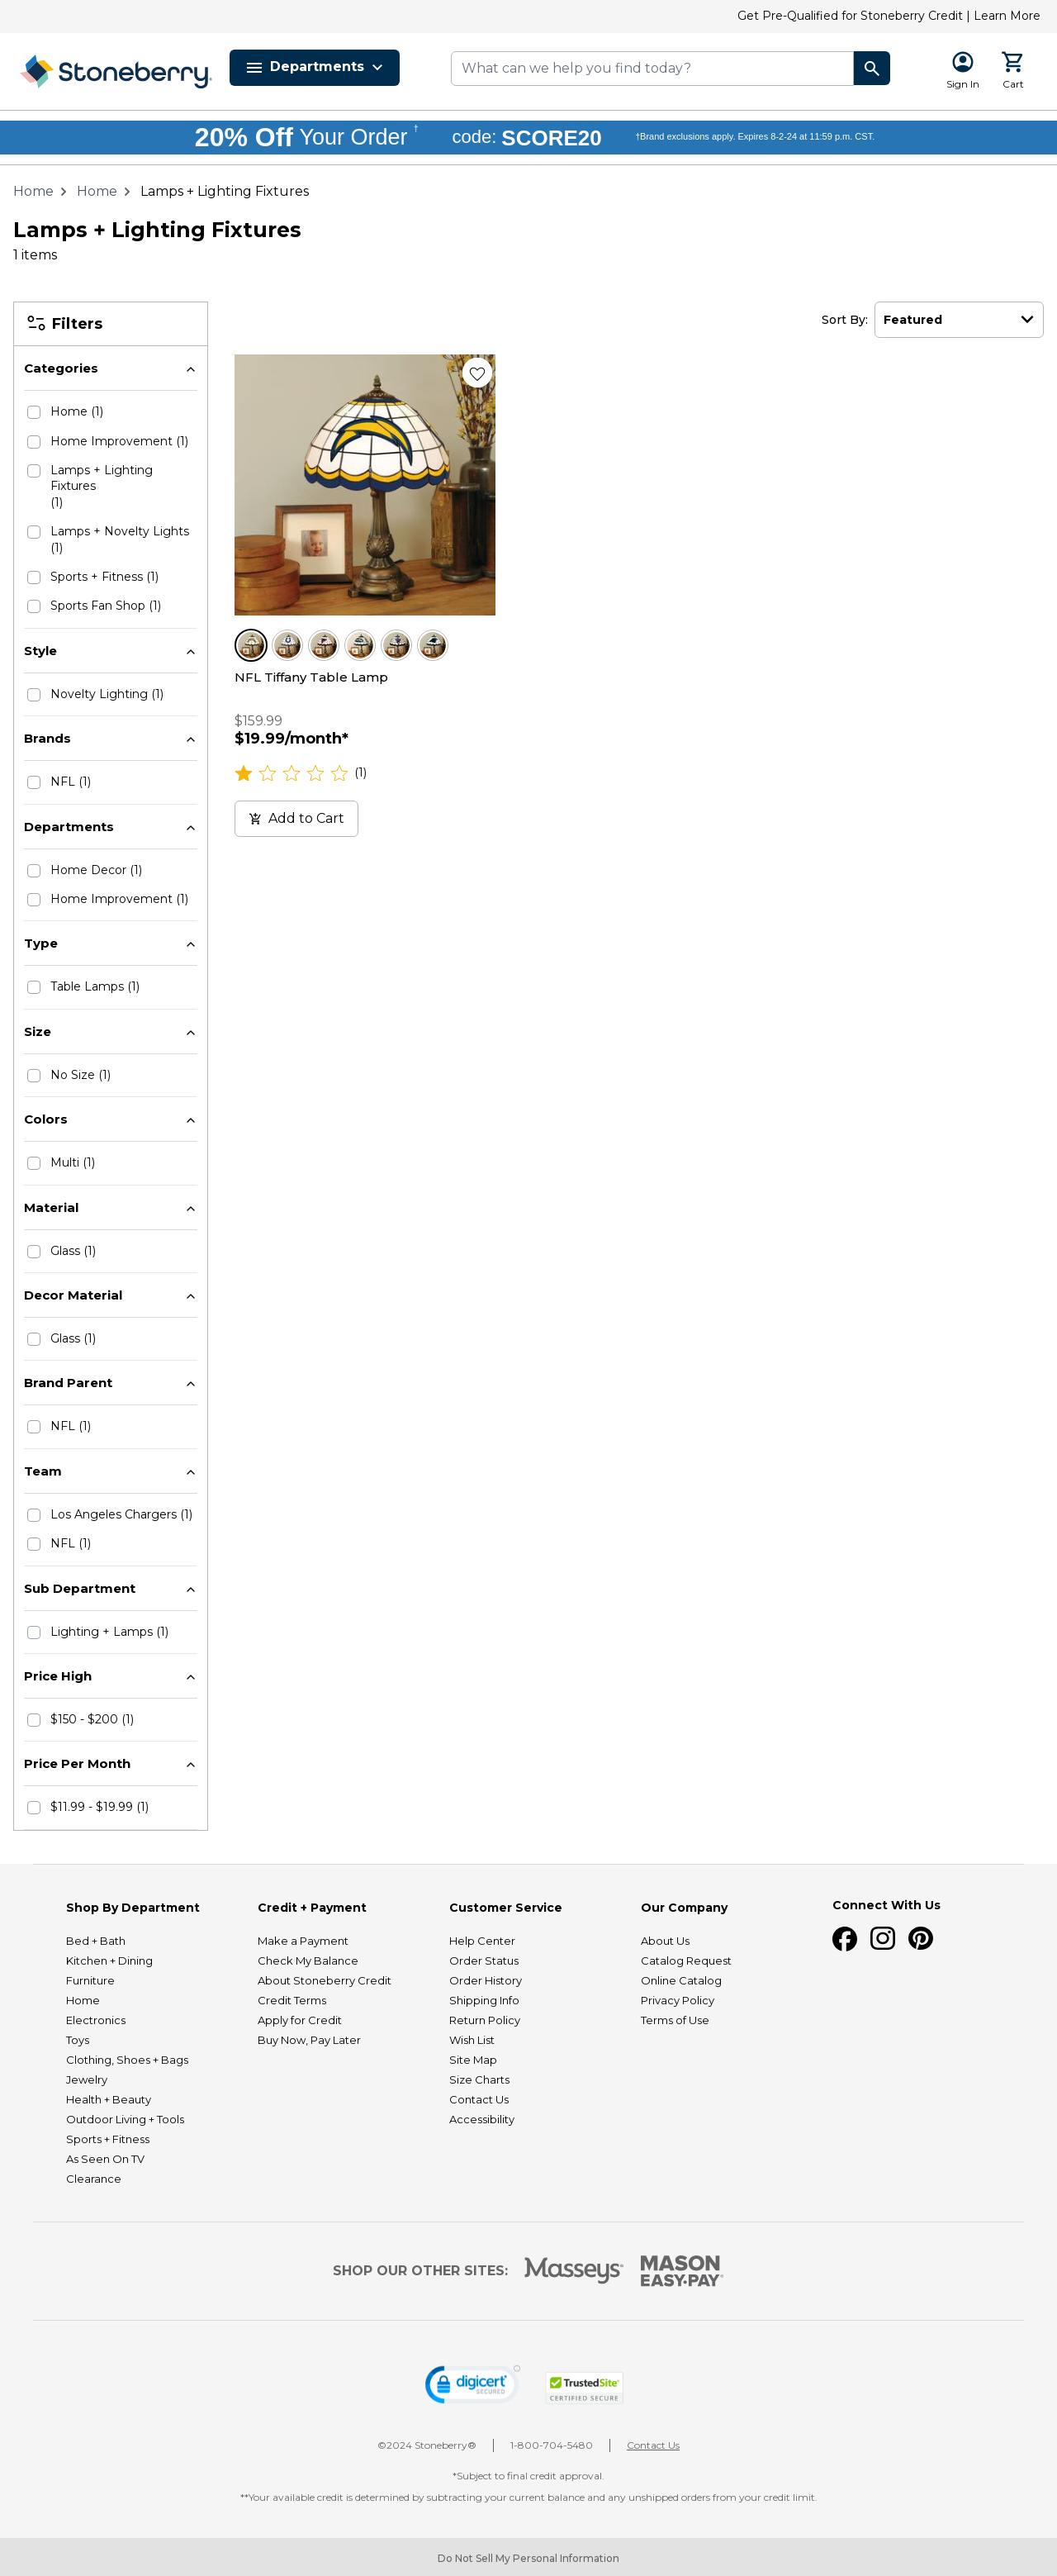 Get Pre-Qualified for Stoneberry Credit | Learn More
Stoneberry.
Departments
What can we help you find today?
Sign In
Cart
20% Off Your Order † code: SCORE20 †Brand exclusions apply. Expires 8-2-24 at 11:59 p.m. CST.
Home > Home > Lamps + Lighting Fixtures
Lamps + Lighting Fixtures
1 items
Filters
Sort By: Featured
Categories
Home (1)
Home Improvement (1)
Lamps + Lighting
Fixtures
(1)
Lamps + Novelty Lights
(1)
Sports + Fitness (1)
Sports Fan Shop (1)
Style
Novelty Lighting (1)
Brands
NFL (1)
Departments
Home Decor (1)
Home Improvement (1)
Type
Table Lamps (1)
Size
No Size (1)
Colors
Multi (1)
Material
Glass (1)
Decor Material
Glass (1)
Brand Parent
NFL (1)
Team
Los Angeles Chargers (1)
NFL (1)
Sub Department
Lighting + Lamps (1)
Price High
$150 - $200 (1)
Price Per Month
$11.99 - $19.99 (1)
NFL Tiffany Table Lamp
$159.99
$19.99/month*
(1)
Add to Cart
Shop By Department
Bed + Bath
Kitchen + Dining
Furniture
Home
Electronics
Toys
Clothing, Shoes + Bags
Jewelry
Health + Beauty
Outdoor Living + Tools
Sports + Fitness
As Seen On TV
Clearance
Credit + Payment
Make a Payment
Check My Balance
About Stoneberry Credit
Credit Terms
Apply for Credit
Buy Now, Pay Later
Customer Service
Help Center
Order Status
Order History
Shipping Info
Return Policy
Wish List
Site Map
Size Charts
Contact Us
Accessibility
Our Company
About Us
Catalog Request
Online Catalog
Privacy Policy
Terms of Use
Connect With Us
SHOP OUR OTHER SITES:
Masseys
MASON
EASY•PAY
digicert
SECURED
TrustedSite
CERTIFIED SECURE
©2024 Stoneberry®
1-800-704-5480
Contact Us
*Subject to final credit approval.
**Your available credit is determined by subtracting your current balance and any unshipped orders from your credit limit.
Do Not Sell My Personal Information